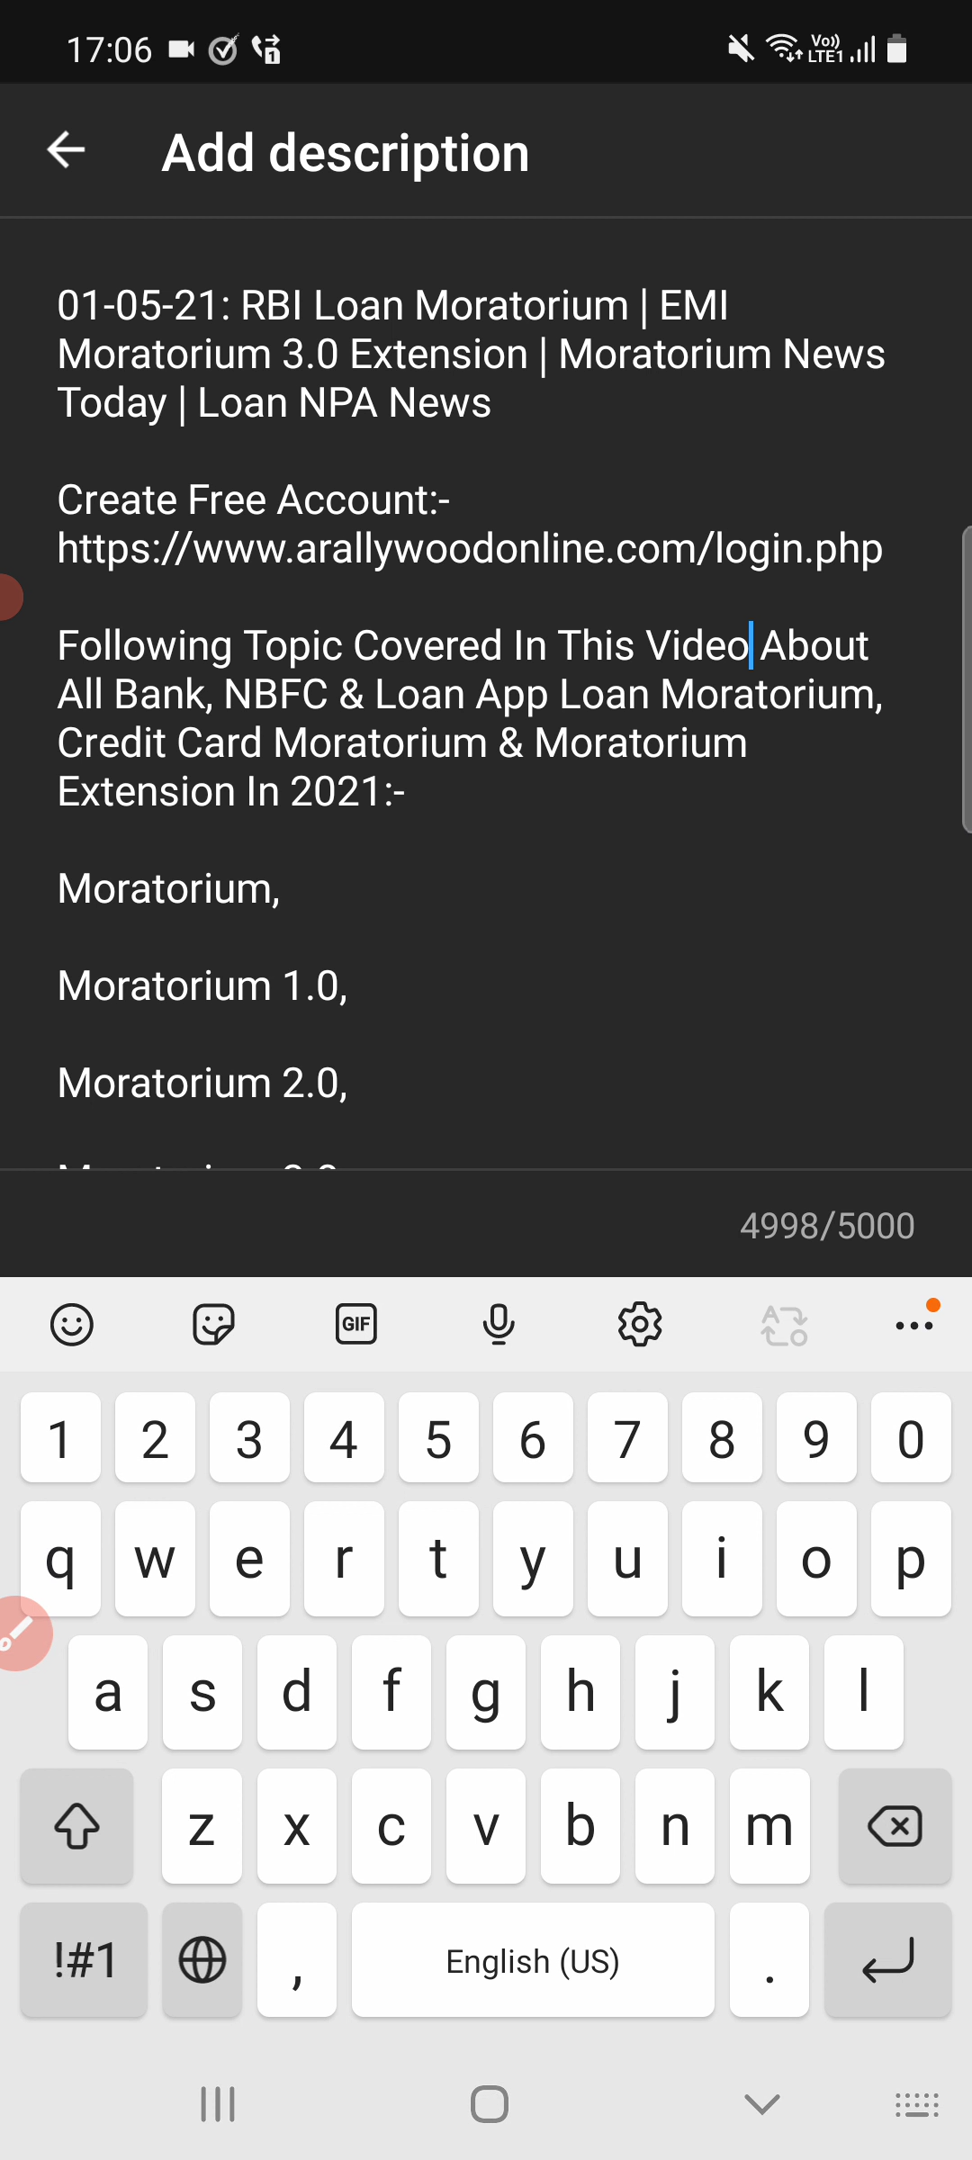 17:06
Vo)) LTE1
Add description
01-05-21: RBI Loan Moratorium | EMI
Moratorium 3.0 Extension | Moratorium News
Today | Loan NPA News
Create Free Account:-
https://www.arallywoodonline.com/login.php
Following Topic Covered In This Video About
All Bank, NBFC & Loan App Loan Moratorium,
Credit Card Moratorium & Moratorium
Extension In 2021:-
Moratorium,
Moratorium 1.0,
Moratorium 2.0,
4998/5000
GIF
1 2 3 4 5 6 7 8 9 0
q w e r t y u i o p
a s d f g h j k l
z x c v b n m
!#1 , English (US) .